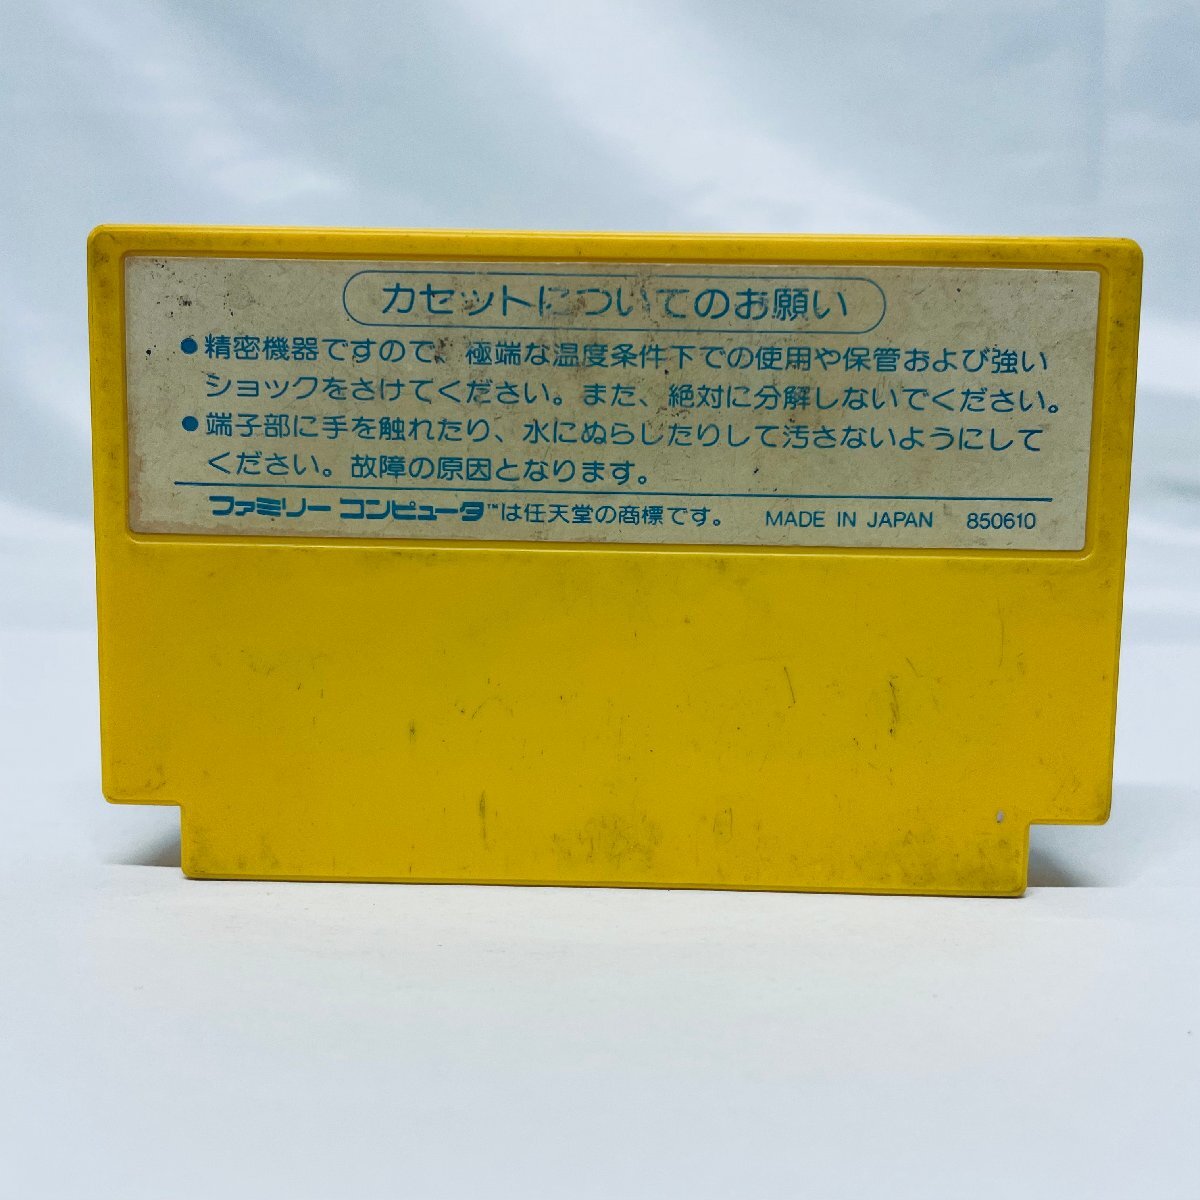 カセットについてのお願い
●精密機器ですので、極端な温度条件下での使用や保管および強い
ショックをさけてください。また、絶対に分解しないでください。
●端子部に手を触れたり、水にぬらしたりして汚さないようにして
ください。故障の原因となります。
ファミリーコンピュータ™は任天堂の商標です。 MADE IN JAPAN 850610